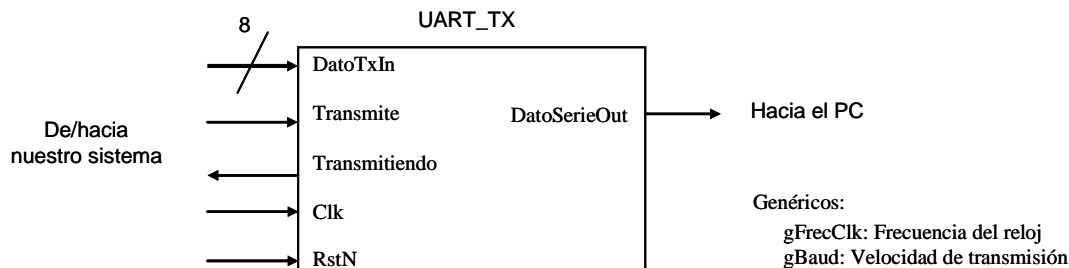 8
UART_TX
DatoTxIn
Transmite
DatoSerieOut
Hacia el PC
De/hacia
nuestro sistema
Transmitiendo
Clk
RstN
Genéricos:
gFrecClk: Frecuencia del reloj
gBaud: Velocidad de transmisión